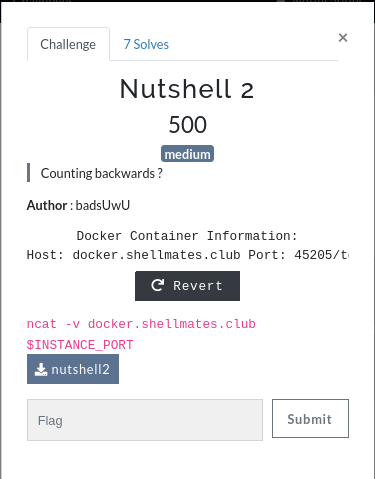 Challenge 7 Solves ×
Nutshell 2
500
medium
Counting backwards ?
Author : badsUwU
Docker Container Information:
Host: docker.shellmates.club Port: 45205/t
Revert
ncat -v docker.shellmates.club
$INSTANCE_PORT
nutshell2
Flag Submit